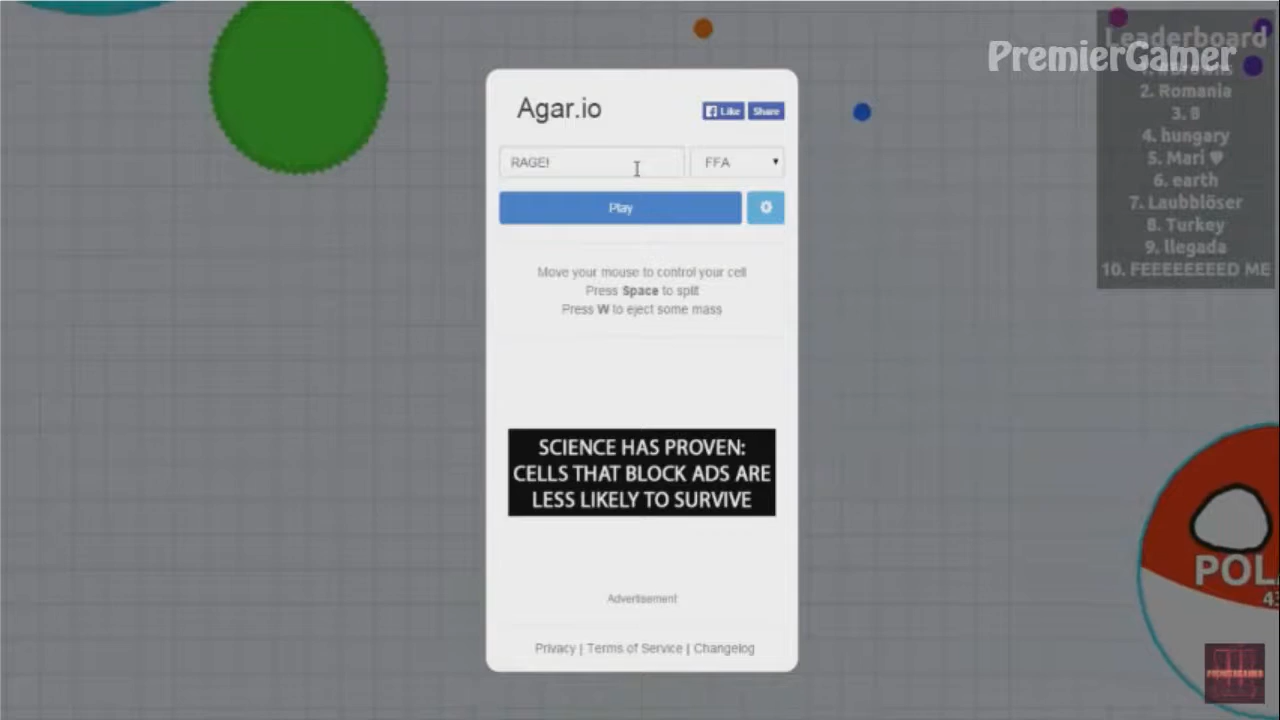 Leaderboard
PremierGamer
2. Romania
3. 8
4. hungary
5. Mari ♥
6. earth
7. Laubblöser
8. Turkey
9. llegada
10. FEEEEEEEED ME
Agar.io
Like Share
RAGE! FFA
Play
Move your mouse to control your cell
Press Space to split
Press W to eject some mass
SCIENCE HAS PROVEN:
CELLS THAT BLOCK ADS ARE
LESS LIKELY TO SURVIVE
Advertisement
Privacy | Terms of Service | Changelog
PREMIERGAMER